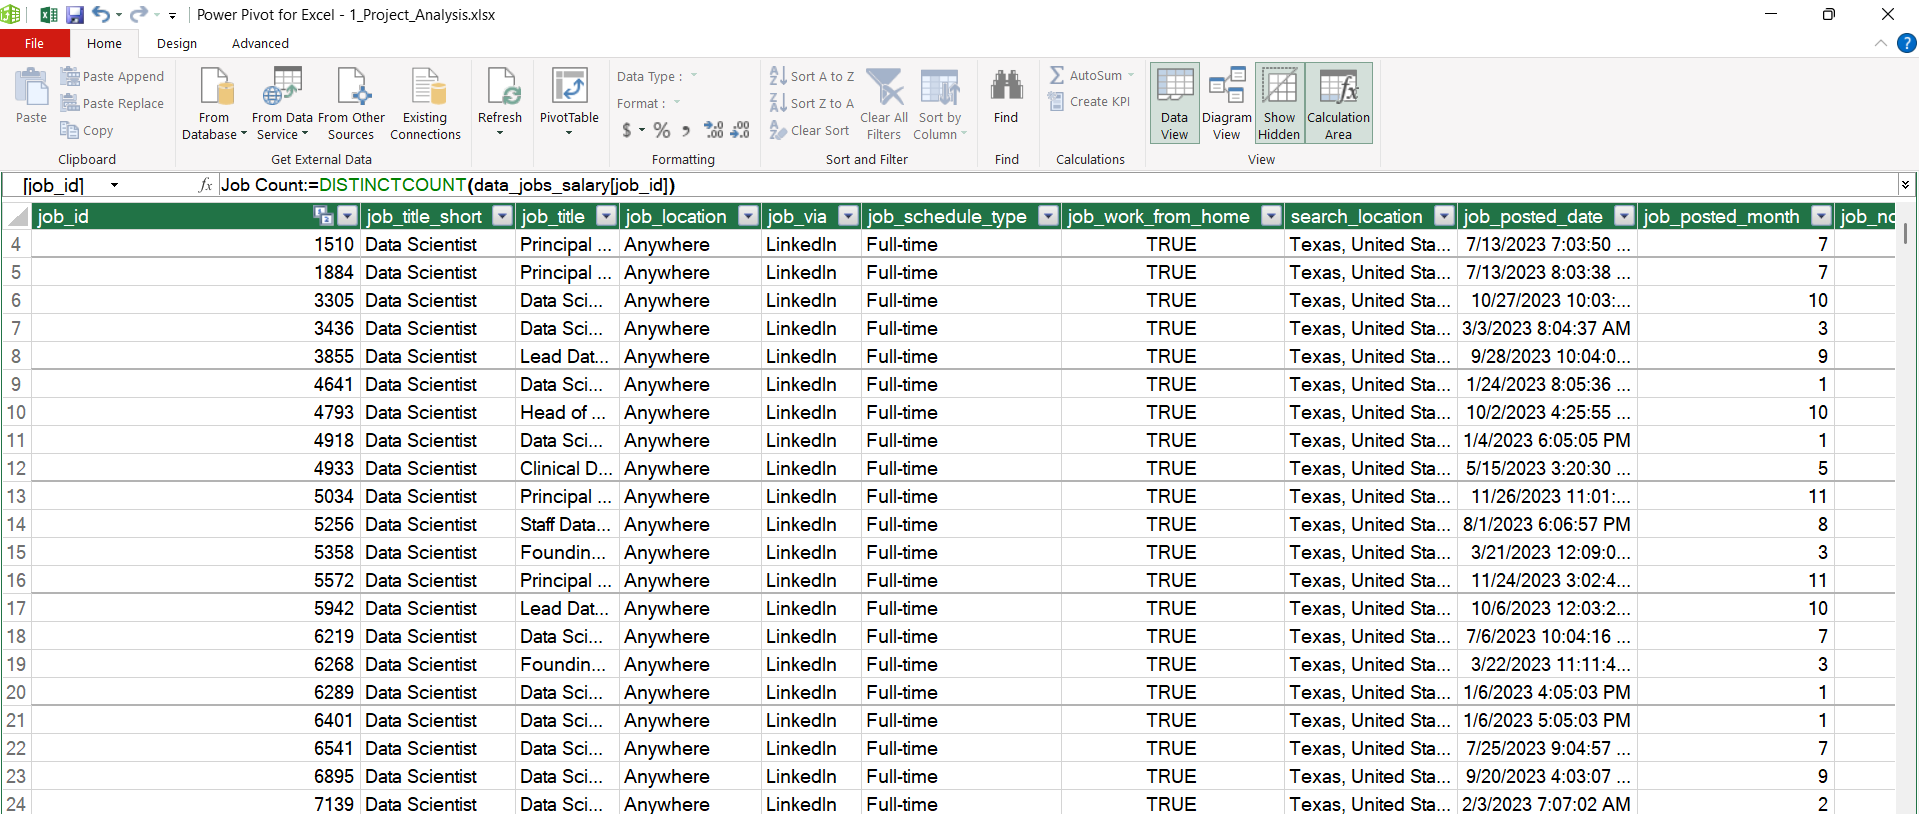 Power Pivot for Excel - 1_Project_Analysis.xlsx
File Home Design Advanced
Paste
Paste Append
Paste Replace
Copy
Clipboard
From Database
From Data Service
From Other Sources
Existing Connections
Get External Data
Refresh
PivotTable
Data Type :
Format :
$ % , .00 .00
Formatting
Sort A to Z
Sort Z to A
Clear Sort
Clear All Filters
Sort by Column
Sort and Filter
Find
Find
AutoSum
Create KPI
Calculations
Data View
Diagram View
Show Hidden
Calculation Area
View
[job_id] fx Job Count:=DISTINCTCOUNT(data_jobs_salary[job_id])
job_id job_title_short job_title job_location job_via job_schedule_type job_work_from_home search_location job_posted_date job_posted_month job_no
4 1510 Data Scientist Principal ... Anywhere LinkedIn Full-time TRUE Texas, United Sta... 7/13/2023 7:03:50 ... 7
5 1884 Data Scientist Principal ... Anywhere LinkedIn Full-time TRUE Texas, United Sta... 7/13/2023 8:03:38 ... 7
6 3305 Data Scientist Data Sci... Anywhere LinkedIn Full-time TRUE Texas, United Sta... 10/27/2023 10:03:... 10
7 3436 Data Scientist Data Sci... Anywhere LinkedIn Full-time TRUE Texas, United Sta... 3/3/2023 8:04:37 AM 3
8 3855 Data Scientist Lead Dat... Anywhere LinkedIn Full-time TRUE Texas, United Sta... 9/28/2023 10:04:0... 9
9 4641 Data Scientist Data Sci... Anywhere LinkedIn Full-time TRUE Texas, United Sta... 1/24/2023 8:05:36 ... 1
10 4793 Data Scientist Head of ... Anywhere LinkedIn Full-time TRUE Texas, United Sta... 10/2/2023 4:25:55 ... 10
11 4918 Data Scientist Data Sci... Anywhere LinkedIn Full-time TRUE Texas, United Sta... 1/4/2023 6:05:05 PM 1
12 4933 Data Scientist Clinical D... Anywhere LinkedIn Full-time TRUE Texas, United Sta... 5/15/2023 3:20:30 ... 5
13 5034 Data Scientist Principal ... Anywhere LinkedIn Full-time TRUE Texas, United Sta... 11/26/2023 11:01:... 11
14 5256 Data Scientist Staff Data... Anywhere LinkedIn Full-time TRUE Texas, United Sta... 8/1/2023 6:06:57 PM 8
15 5358 Data Scientist Foundin... Anywhere LinkedIn Full-time TRUE Texas, United Sta... 3/21/2023 12:09:0... 3
16 5572 Data Scientist Principal ... Anywhere LinkedIn Full-time TRUE Texas, United Sta... 11/24/2023 3:02:4... 11
17 5942 Data Scientist Lead Dat... Anywhere LinkedIn Full-time TRUE Texas, United Sta... 10/6/2023 12:03:2... 10
18 6219 Data Scientist Data Sci... Anywhere LinkedIn Full-time TRUE Texas, United Sta... 7/6/2023 10:04:16 ... 7
19 6268 Data Scientist Foundin... Anywhere LinkedIn Full-time TRUE Texas, United Sta... 3/22/2023 11:11:4... 3
20 6289 Data Scientist Data Sci... Anywhere LinkedIn Full-time TRUE Texas, United Sta... 1/6/2023 4:05:03 PM 1
21 6401 Data Scientist Data Sci... Anywhere LinkedIn Full-time TRUE Texas, United Sta... 1/6/2023 5:05:03 PM 1
22 6541 Data Scientist Data Sci... Anywhere LinkedIn Full-time TRUE Texas, United Sta... 7/25/2023 9:04:57 ... 7
23 6895 Data Scientist Data Sci... Anywhere LinkedIn Full-time TRUE Texas, United Sta... 9/20/2023 4:03:07 ... 9
24 7139 Data Scientist Data Sci... Anywhere LinkedIn Full-time TRUE Texas, United Sta... 2/3/2023 7:07:02 AM 2